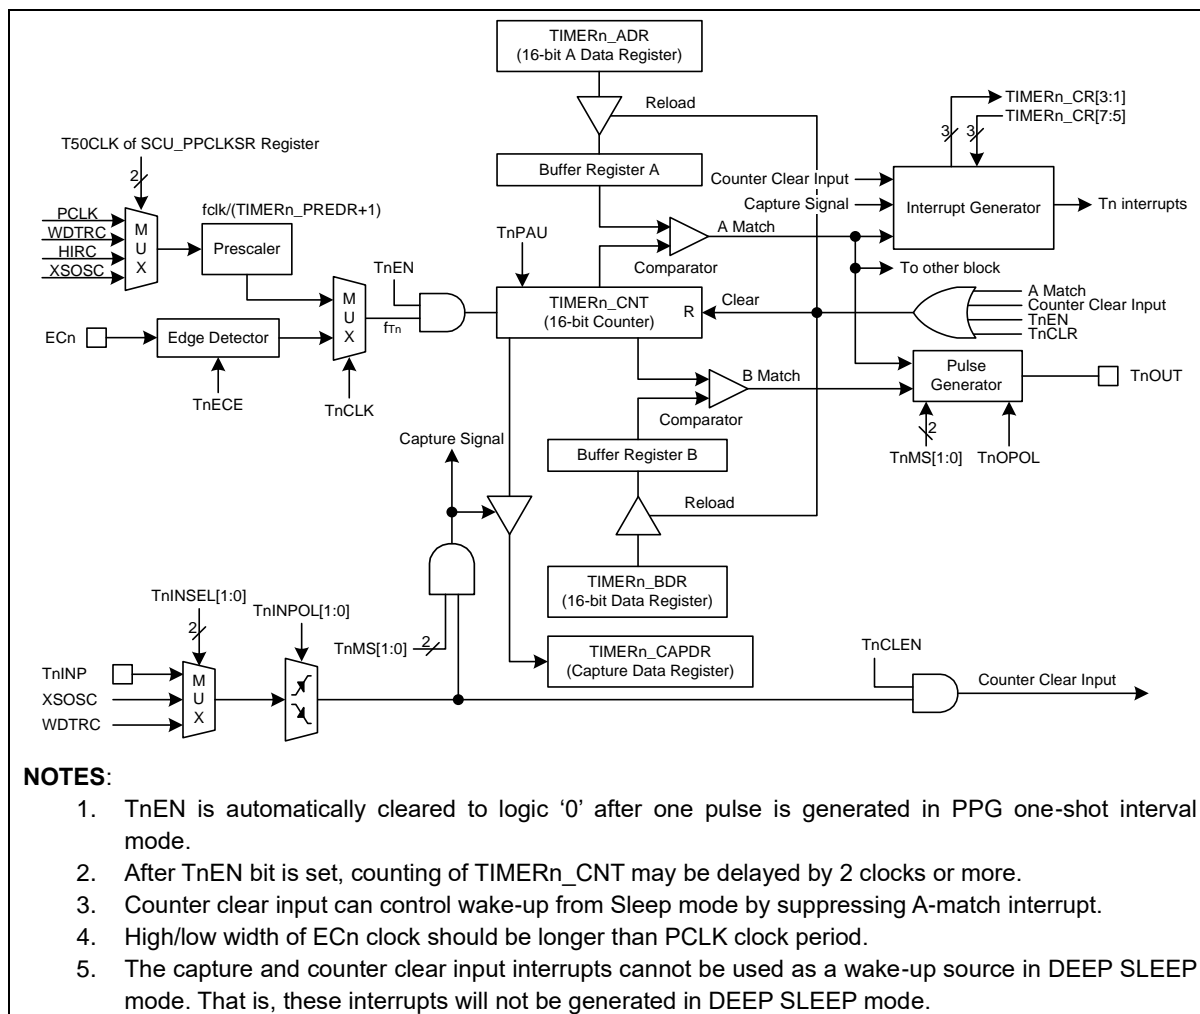 TIMERn_ADR
(16-bit A Data Register)
Reload
TIMERn_CR[3:1]
TIMERn_CR[7:5]
3
3
T50CLK of SCU_PPCLKSR Register
2
Buffer Register A
Counter Clear Input
Capture Signal
Interrupt Generator
Tn interrupts
PCLK
WDTRC
HIRC
XSOSC
MUX
fclk/(TIMERn_PREDR+1)
Prescaler
TnPAU
A Match
Comparator
To other block
TnEN
MUX
fTn
TIMERn_CNT
(16-bit Counter)
R
Clear
A Match
Counter Clear Input
TnEN
TnCLR
ECn
Edge Detector
TnECE
TnCLK
B Match
Comparator
Pulse
Generator
TnOUT
2
TnMS[1:0]
TnOPOL
Capture Signal
Buffer Register B
Reload
TIMERn_BDR
(16-bit Data Register)
TnINSEL[1:0]
2
TnINPOL[1:0]
TnMS[1:0]
2
TIMERn_CAPDR
(Capture Data Register)
TnCLEN
TnINP
XSOSC
WDTRC
MUX
Counter Clear Input
NOTES:
1. TnEN is automatically cleared to logic ‘0’ after one pulse is generated in PPG one-shot interval
mode.
2. After TnEN bit is set, counting of TIMERn_CNT may be delayed by 2 clocks or more.
3. Counter clear input can control wake-up from Sleep mode by suppressing A-match interrupt.
4. High/low width of ECn clock should be longer than PCLK clock period.
5. The capture and counter clear input interrupts cannot be used as a wake-up source in DEEP SLEEP
mode. That is, these interrupts will not be generated in DEEP SLEEP mode.